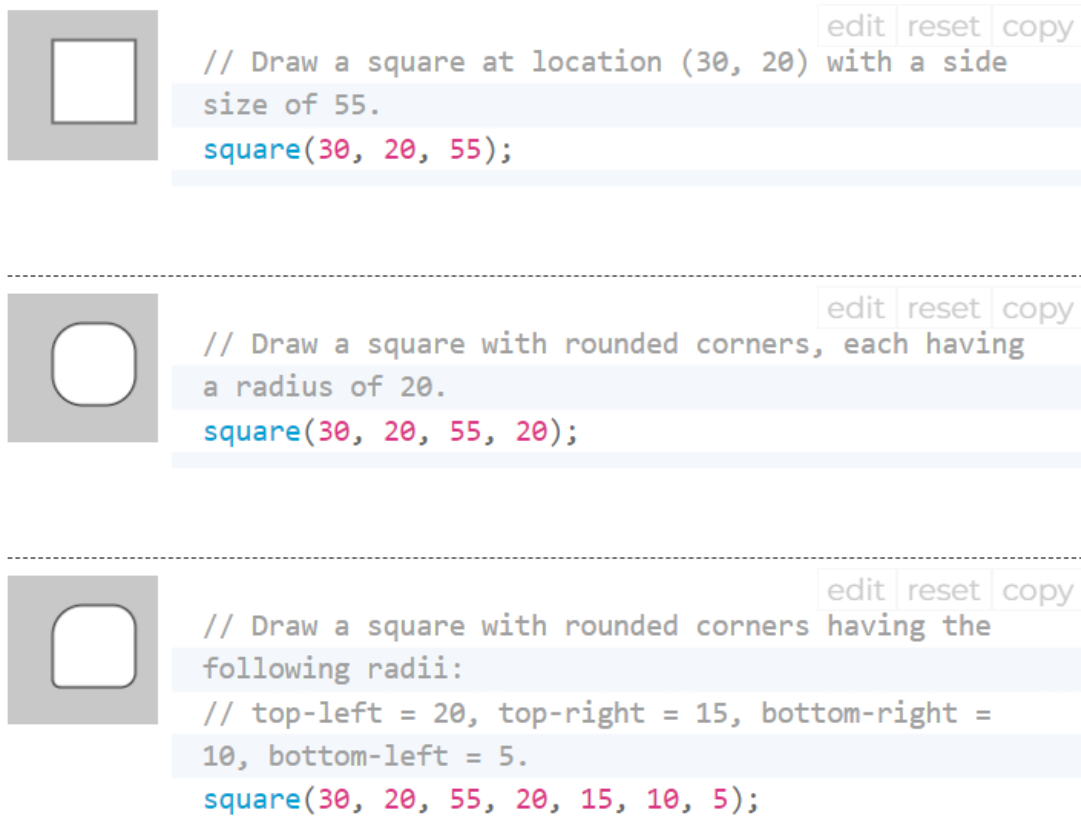 edit reset copy
// Draw a square at location (30, 20) with a side
size of 55.
square(30, 20, 55);
edit reset copy
// Draw a square with rounded corners, each having
a radius of 20.
square(30, 20, 55, 20);
edit reset copy
// Draw a square with rounded corners having the
following radii:
// top-left = 20, top-right = 15, bottom-right =
10, bottom-left = 5.
square(30, 20, 55, 20, 15, 10, 5);